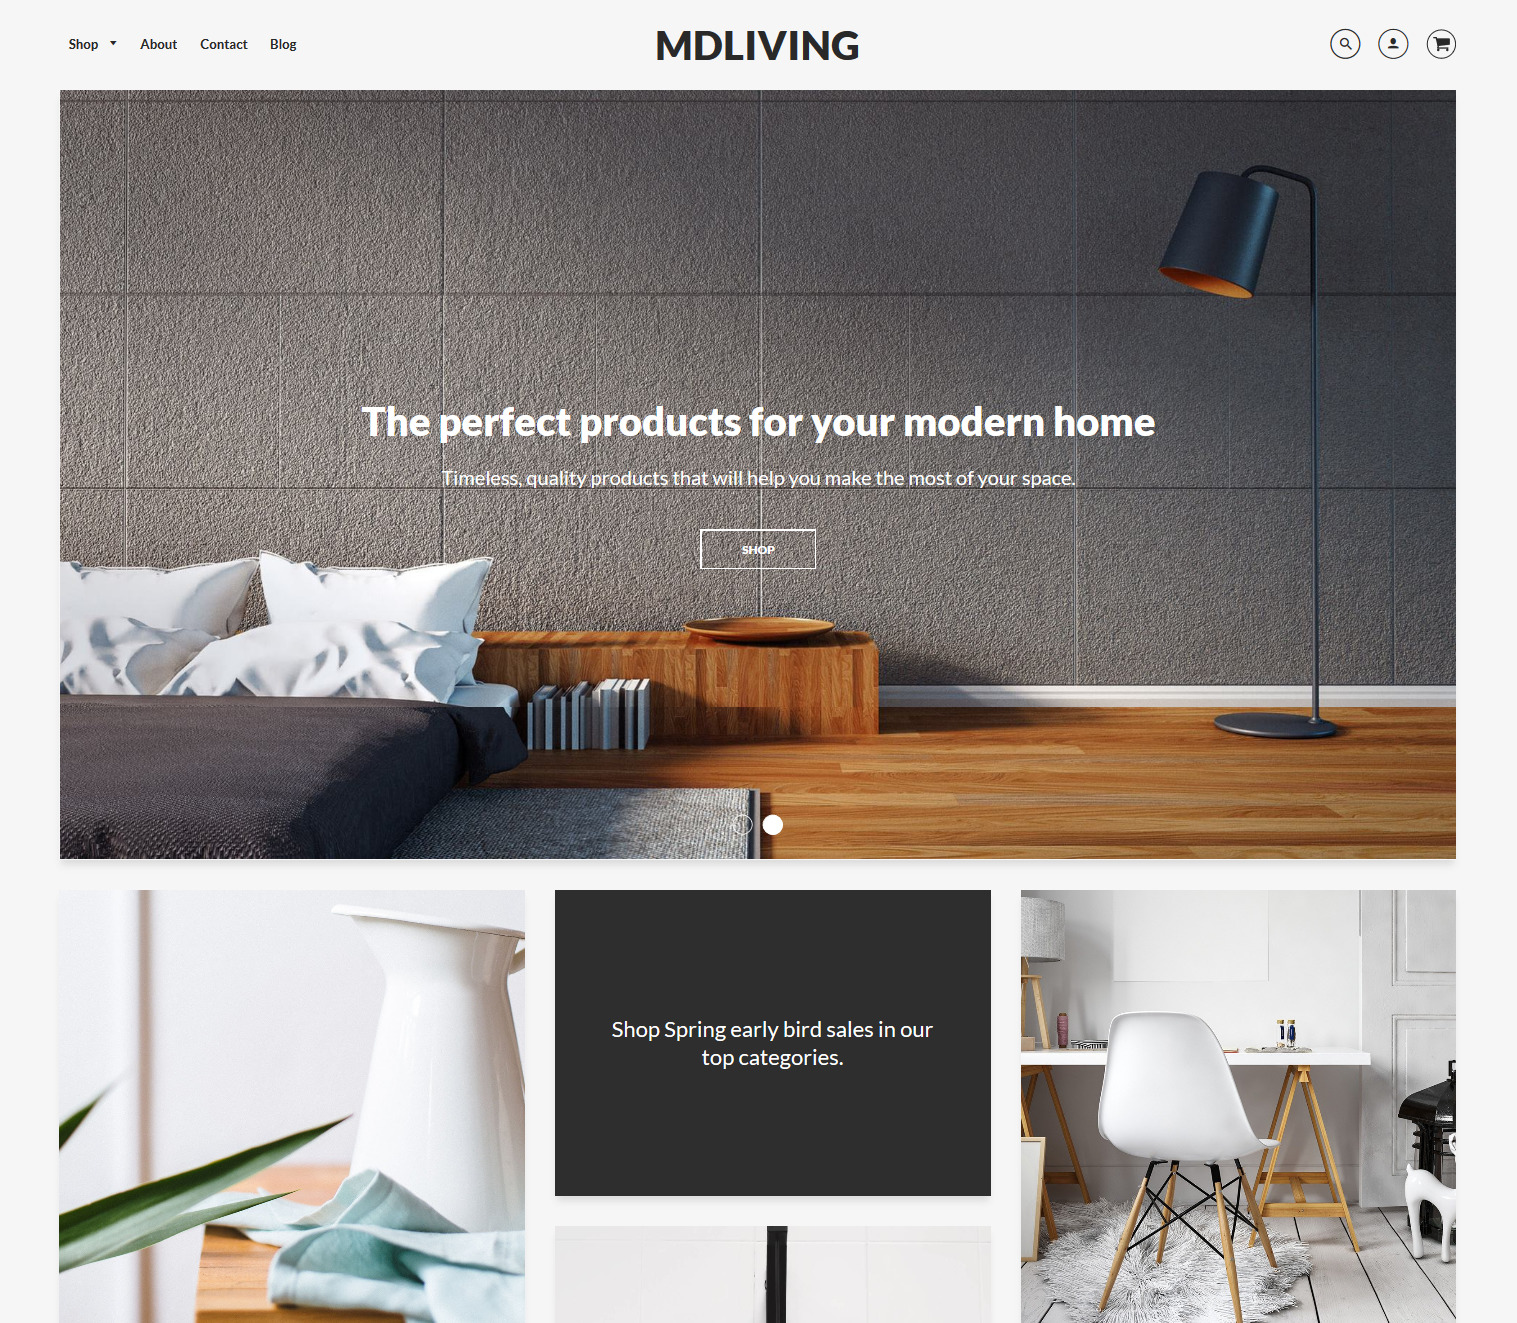 Shop About Contact Blog
MDLIVING
The perfect products for your modern home
Timeless, quality products that will help you make the most of your space.
SHOP
Shop Spring early bird sales in our
top categories.